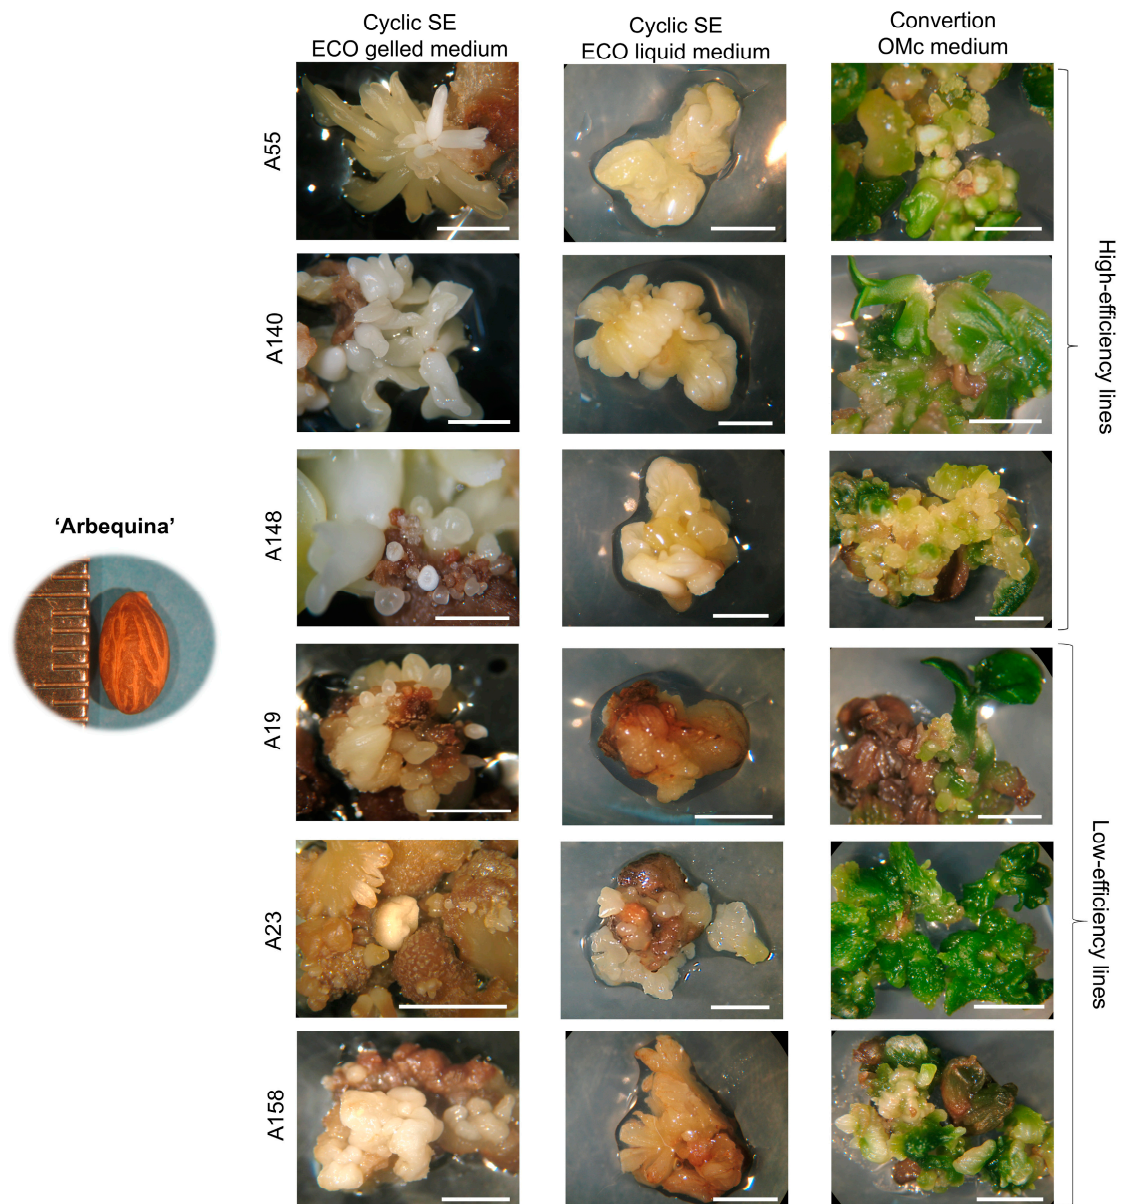 Cyclic SE
ECO gelled medium
Cyclic SE
ECO liquid medium
Convertion
OMc medium
A55
A140
A148
High-efficiency lines
‘Arbequina’
A19
A23
A158
Low-efficiency lines